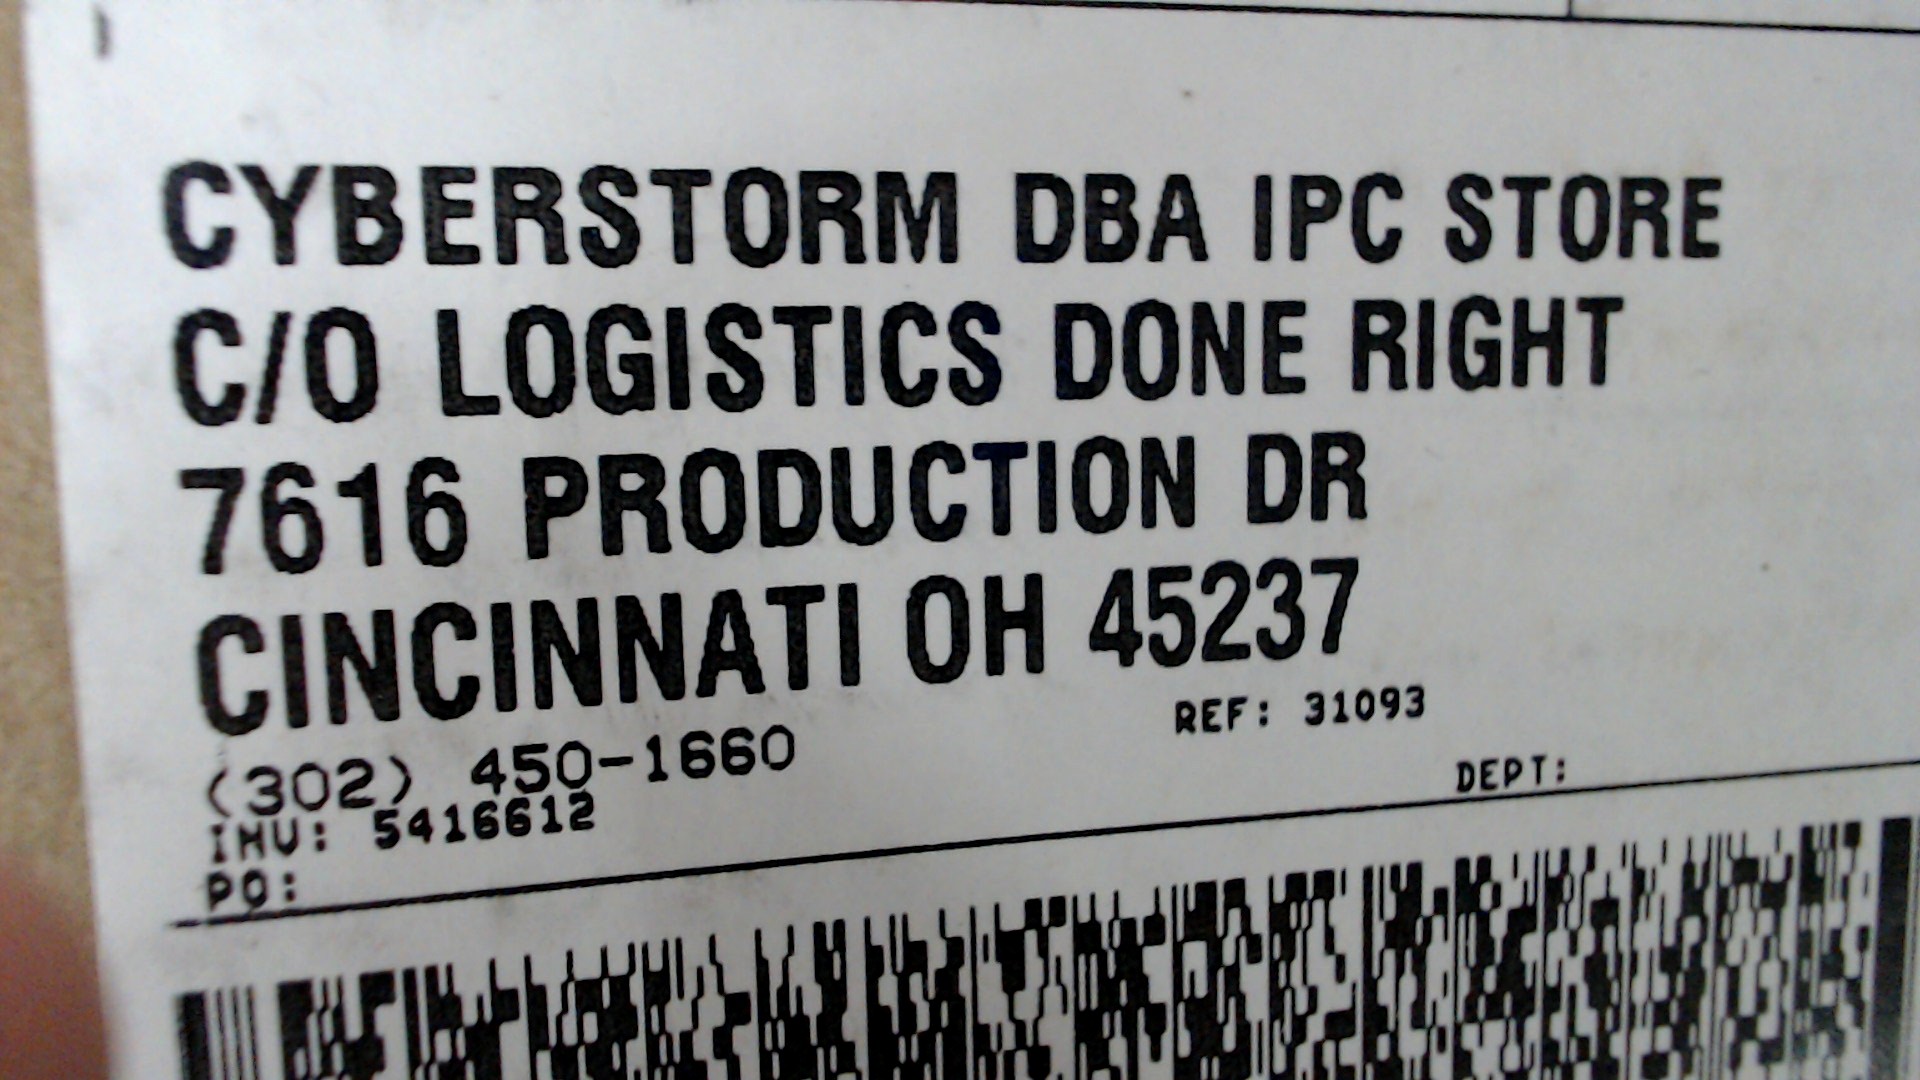 CYBERSTORM DBA IPC STORE
C/O LOGISTICS DONE RIGHT
7616 PRODUCTION DR
CINCINNATI OH 45237
(302) 450-1660
REF: 31093
INV: 5416612
DEPT:
PO: